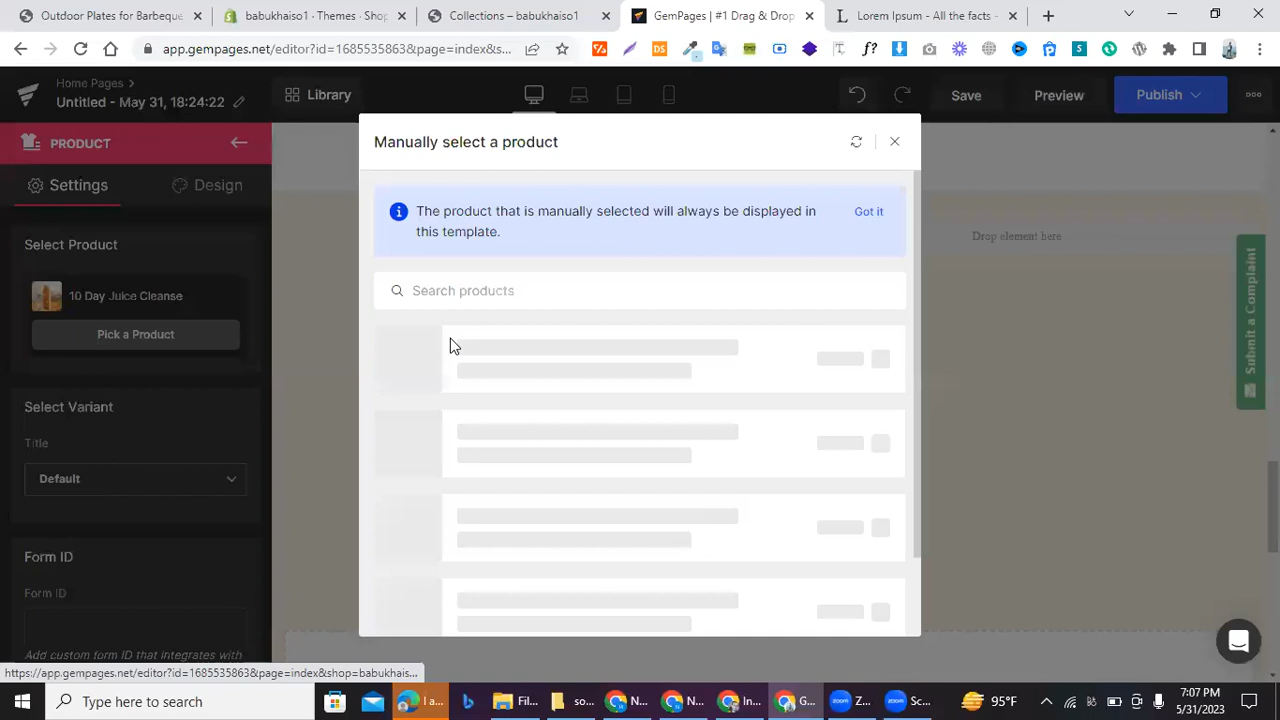 Outdoor Plates for Barbeque
babukhaiso1 · Themes · Shop
Collections – babukhaiso1
GemPages | #1 Drag & Drop
Lorem Ipsum - All the facts -
app.gempages.net/editor?id=1685535863&page=index&s...
Home Pages
Untitled - May 31, 18:24:22
Library
Save
Preview
Publish
PRODUCT
Settings
Design
Select Product
10 Day Juice Cleanse
Pick a Product
Select Variant
Title
Default
Form ID
Form ID
Add custom form ID that integrates with
Manually select a product
The product that is manually selected will always be displayed in
this template.
Got it
Search products
Drop element here
Submit a Complaint
https://app.gempages.net/editor?id=1685535863&page=index&shop=babukhais...
Type here to search
I a...
Fil...
so...
N...
N...
In...
G...
Z...
Sc...
95°F
7:07 PM
5/31/2023